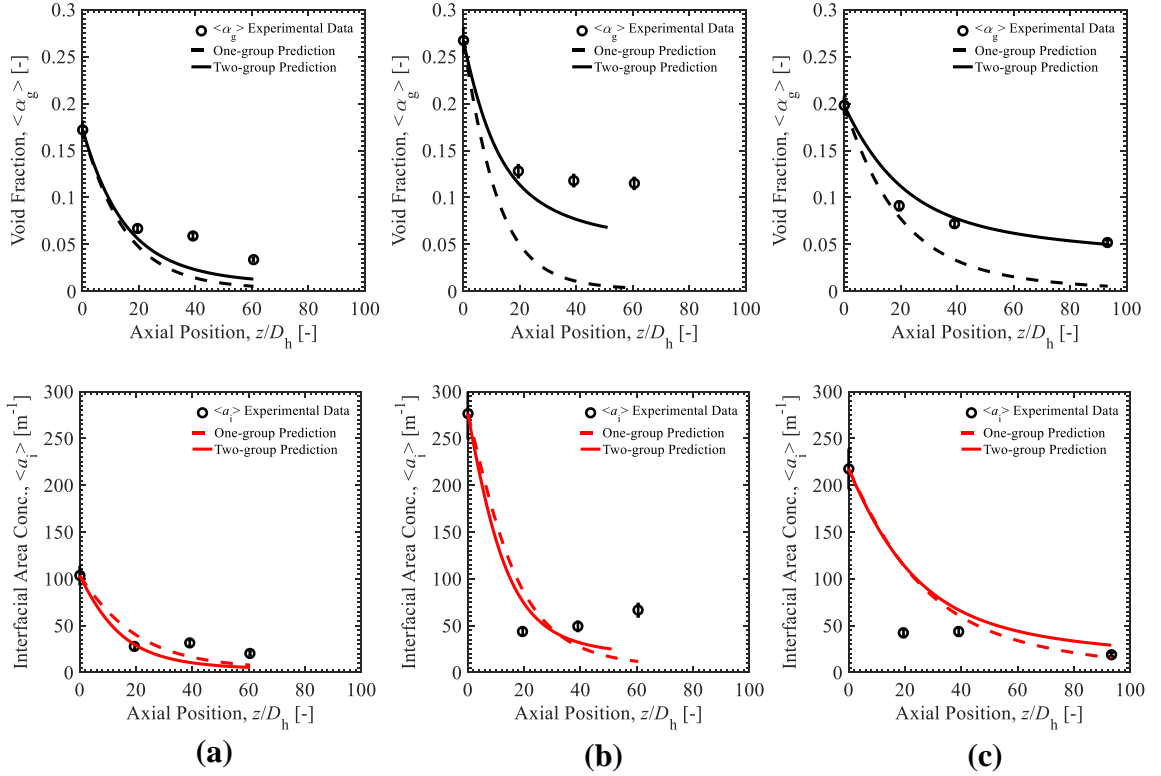 0.3
0.25
0.2
0.15
0.1
0.05
0
Void Fraction, <α_g> [-]
<α_g> Experimental Data
One-group Prediction
Two-group Prediction
0 20 40 60 80 100
Axial Position, z/D_h [-]
0.3
0.25
0.2
0.15
0.1
0.05
0
Void Fraction, <α_g> [-]
<α_g> Experimental Data
One-group Prediction
Two-group Prediction
0 20 40 60 80 100
Axial Position, z/D_h [-]
0.3
0.25
0.2
0.15
0.1
0.05
0
Void Fraction, <α_g> [-]
<α_g> Experimental Data
One-group Prediction
Two-group Prediction
0 20 40 60 80 100
Axial Position, z/D_h [-]
300
250
200
150
100
50
0
Interfacial Area Conc., <a_i> [m⁻¹]
<a_i> Experimental Data
One-group Prediction
Two-group Prediction
0 20 40 60 80 100
Axial Position, z/D_h [-]
(a)
300
250
200
150
100
50
0
Interfacial Area Conc., <a_i> [m⁻¹]
<a_i> Experimental Data
One-group Prediction
Two-group Prediction
0 20 40 60 80 100
Axial Position, z/D_h [-]
(b)
300
250
200
150
100
50
0
Interfacial Area Conc., <a_i> [m⁻¹]
<a_i> Experimental Data
One-group Prediction
Two-group Prediction
0 20 40 60 80 100
Axial Position, z/D_h [-]
(c)